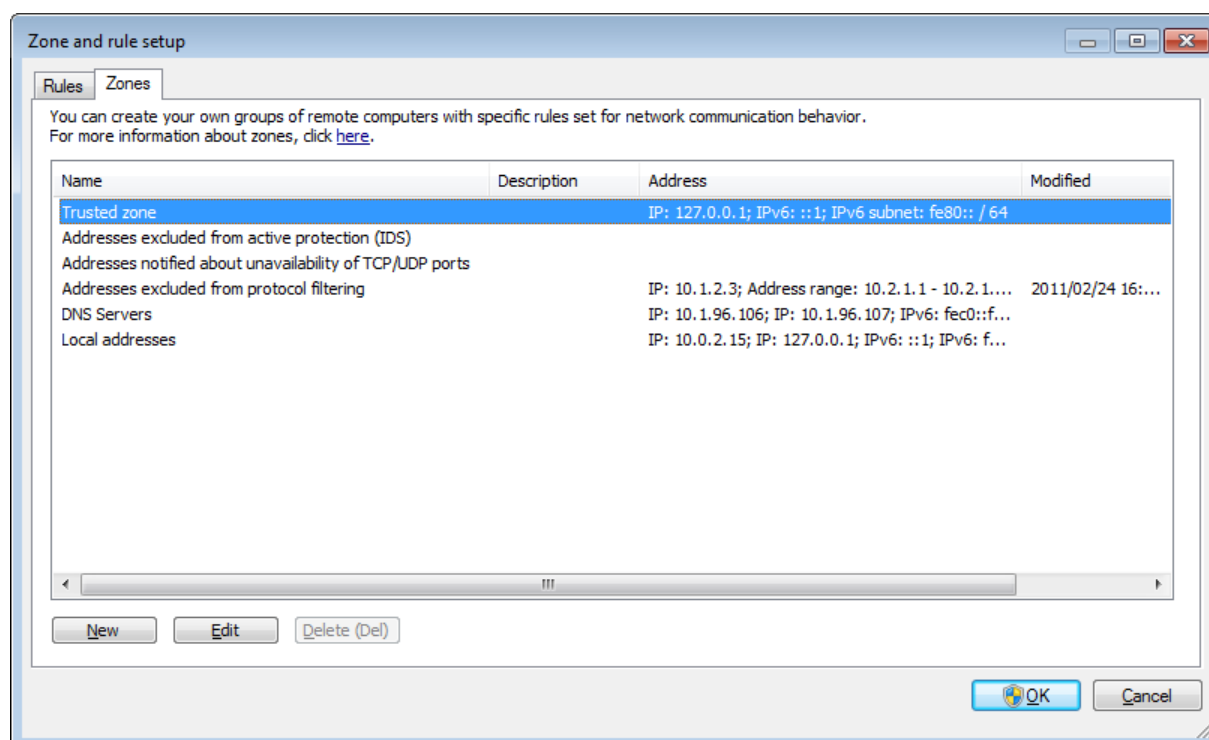 Zone and rule setup
Rules Zones
You can create your own groups of remote computers with specific rules set for network communication behavior.
For more information about zones, click here.
Name Description Address Modified
Trusted zone IP: 127.0.0.1; IPv6: ::1; IPv6 subnet: fe80:: / 64
Addresses excluded from active protection (IDS)
Addresses notified about unavailability of TCP/UDP ports
Addresses excluded from protocol filtering IP: 10.1.2.3; Address range: 10.2.1.1 - 10.2.1.... 2011/02/24 16:...
DNS Servers IP: 10.1.96.106; IP: 10.1.96.107; IPv6: fec0::f...
Local addresses IP: 10.0.2.15; IP: 127.0.0.1; IPv6: ::1; IPv6: f...
New Edit Delete (Del)
OK Cancel